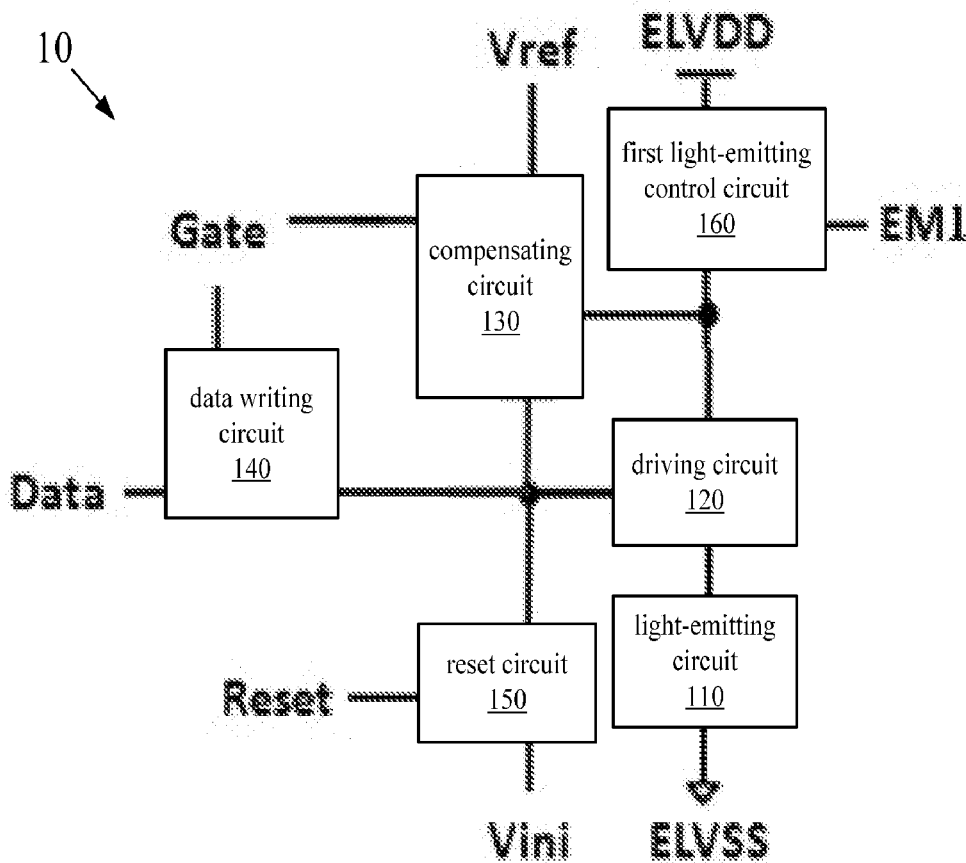 10
Vref
ELVDD
first light-emitting
control circuit
160
EM1
Gate
compensating
circuit
130
data writing
circuit
140
Data
driving circuit
120
light-emitting
circuit
110
reset circuit
150
Reset
Vini
ELVSS